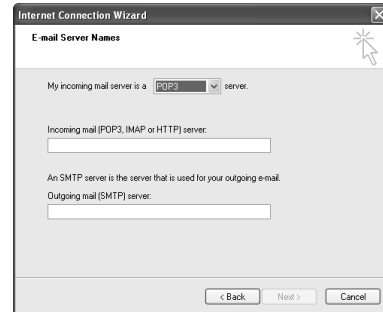 Internet Connection Wizard
E-mail Server Names
My incoming mail server is a POP3 server.
Incoming mail (POP3, IMAP or HTTP) server:
An SMTP server is the server that is used for your outgoing e-mail.
Outgoing mail (SMTP) server:
< Back Next > Cancel